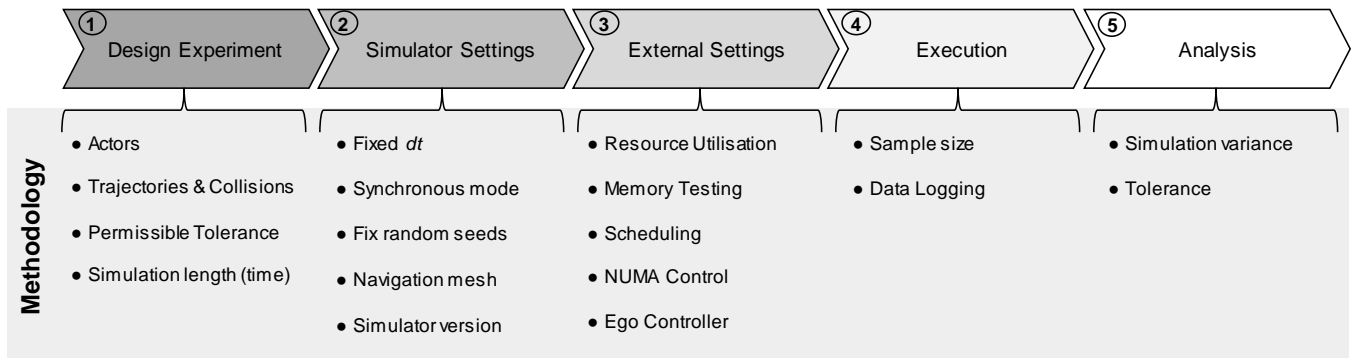 1
Design Experiment
2
Simulator Settings
3
External Settings
4
Execution
5
Analysis
Methodology
● Actors
● Trajectories & Collisions
● Permissible Tolerance
● Simulation length (time)
● Fixed dt
● Synchronous mode
● Fix random seeds
● Navigation mesh
● Simulator version
● Resource Utilisation
● Memory Testing
● Scheduling
● NUMA Control
● Ego Controller
● Sample size
● Data Logging
● Simulation variance
● Tolerance